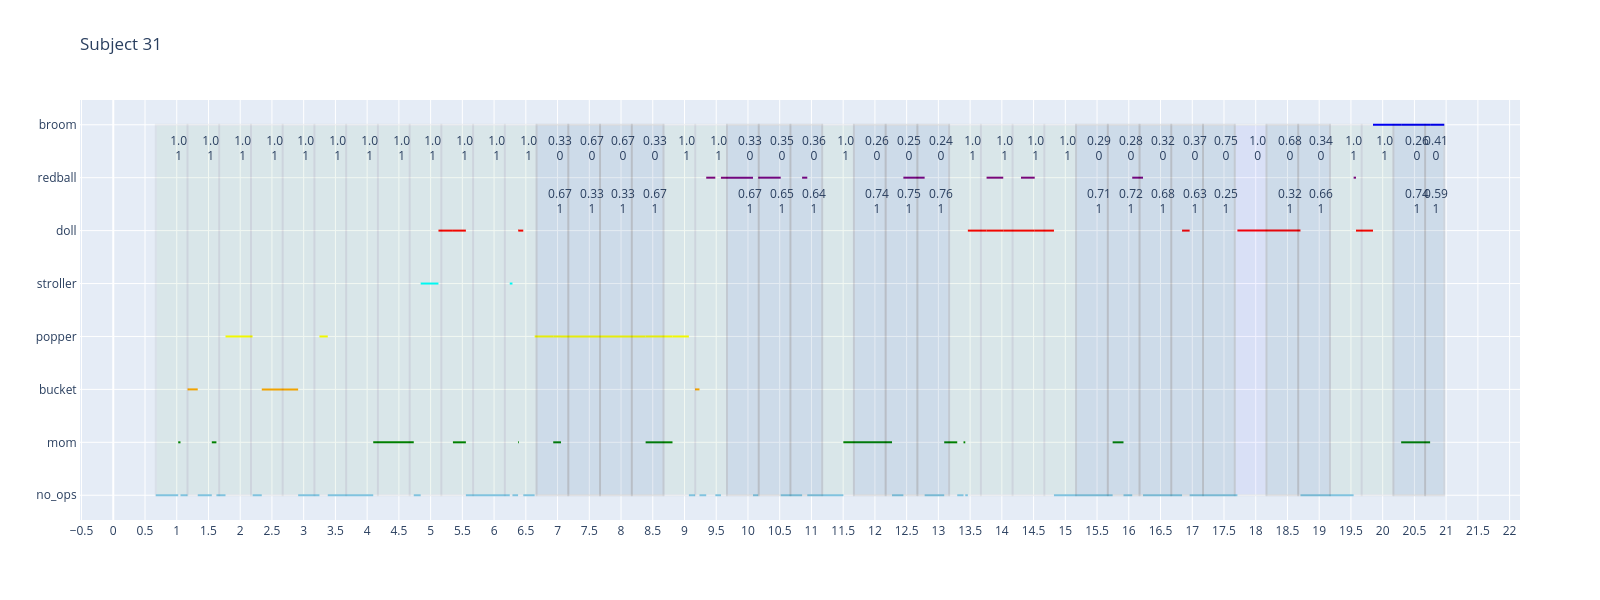 Subject 31
broom
1.0 1.0 1.0 1.0 1.0 1.0 1.0 1.0 1.0 1.0 1.0 1.0 0.33 0.67 0.67 0.33 1.0 1.0 0.33 0.35 0.36 1.0 0.26 0.25 0.24 1.0 1.0 1.0 1.0 0.29 0.28 0.32 0.37 0.75 1.0 0.68 0.34 1.0 1.0 0.26 0.41
1 1 1 1 1 1 1 1 1 1 1 1 0 0 0 0 1 1 0 0 0 1 0 0 0 1 1 1 1 0 0 0 0 0 0 0 0 1 1 0 0
redball
0.67 0.33 0.33 0.67 0.67 0.65 0.64 0.74 0.75 0.76 0.71 0.72 0.68 0.63 0.25 0.32 0.66 0.74 0.59
1 1 1 1 1 1 1 1 1 1 1 1 1 1 1 1 1 1 1
doll
stroller
popper
bucket
mom
no_ops
−0.5 0 0.5 1 1.5 2 2.5 3 3.5 4 4.5 5 5.5 6 6.5 7 7.5 8 8.5 9 9.5 10 10.5 11 11.5 12 12.5 13 13.5 14 14.5 15 15.5 16 16.5 17 17.5 18 18.5 19 19.5 20 20.5 21 21.5 22